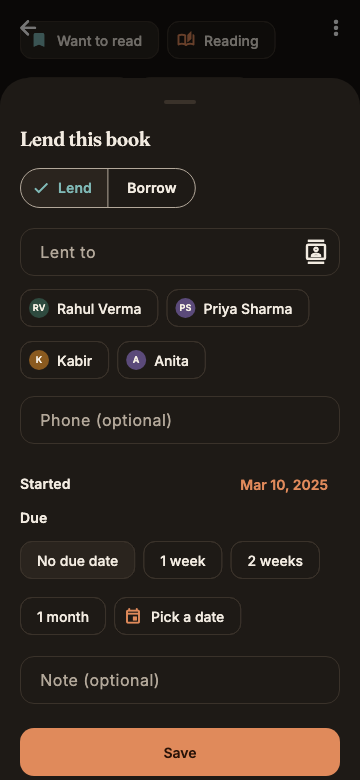 Want to read Reading
Lend this book
Lend Borrow
Lent to
RV Rahul Verma PS Priya Sharma
K Kabir A Anita
Phone (optional)
Started Mar 10, 2025
Due
No due date 1 week 2 weeks
1 month Pick a date
Note (optional)
Save